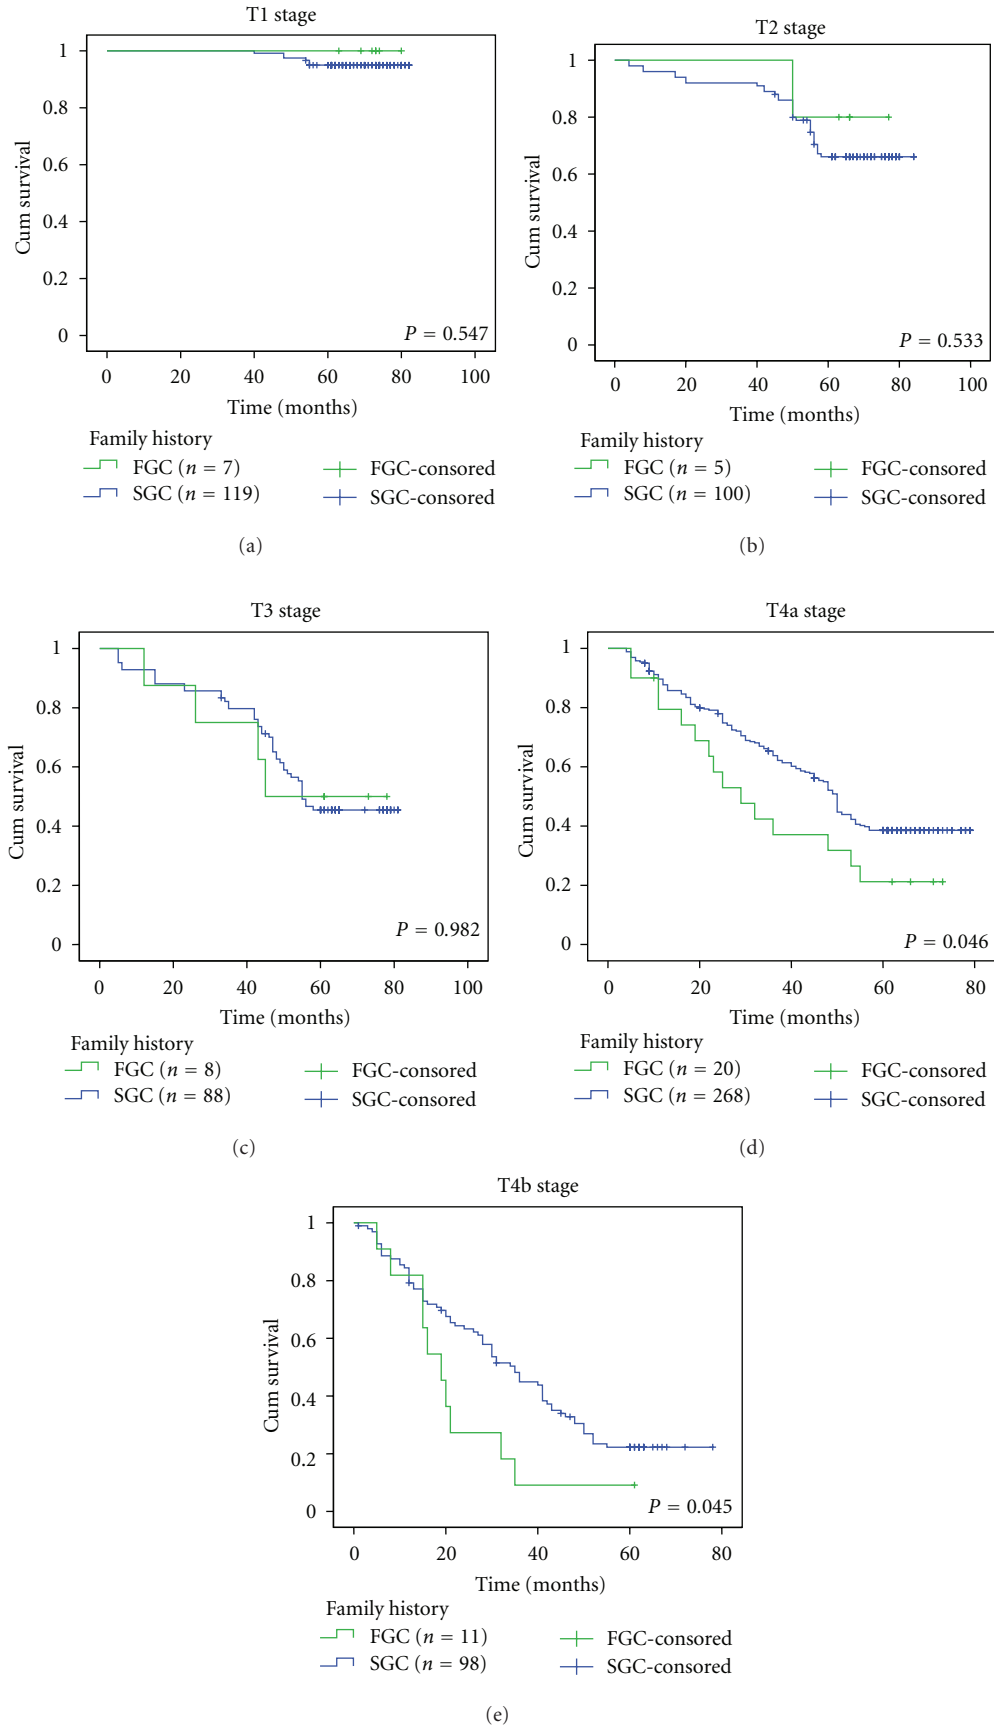 T1 stage
1
0.8
0.6
0.4
0.2
0
Cum survival
P = 0.547
0 20 40 60 80 100
Time (months)
Family history
FGC (n = 7) FGC-consored
SGC (n = 119) SGC-consored
(a)
T2 stage
1
0.8
0.6
0.4
0.2
0
Cum survival
P = 0.533
0 20 40 60 80 100
Time (months)
Family history
FGC (n = 5) FGC-consored
SGC (n = 100) SGC-consored
(b)
T3 stage
1
0.8
0.6
0.4
0.2
0
Cum survival
P = 0.982
0 20 40 60 80 100
Time (months)
Family history
FGC (n = 8) FGC-consored
SGC (n = 88) SGC-consored
(c)
T4a stage
1
0.8
0.6
0.4
0.2
0
Cum survival
P = 0.046
0 20 40 60 80
Time (months)
Family history
FGC (n = 20) FGC-consored
SGC (n = 268) SGC-consored
(d)
T4b stage
1
0.8
0.6
0.4
0.2
0
Cum survival
P = 0.045
0 20 40 60 80
Time (months)
Family history
FGC (n = 11) FGC-consored
SGC (n = 98) SGC-consored
(e)